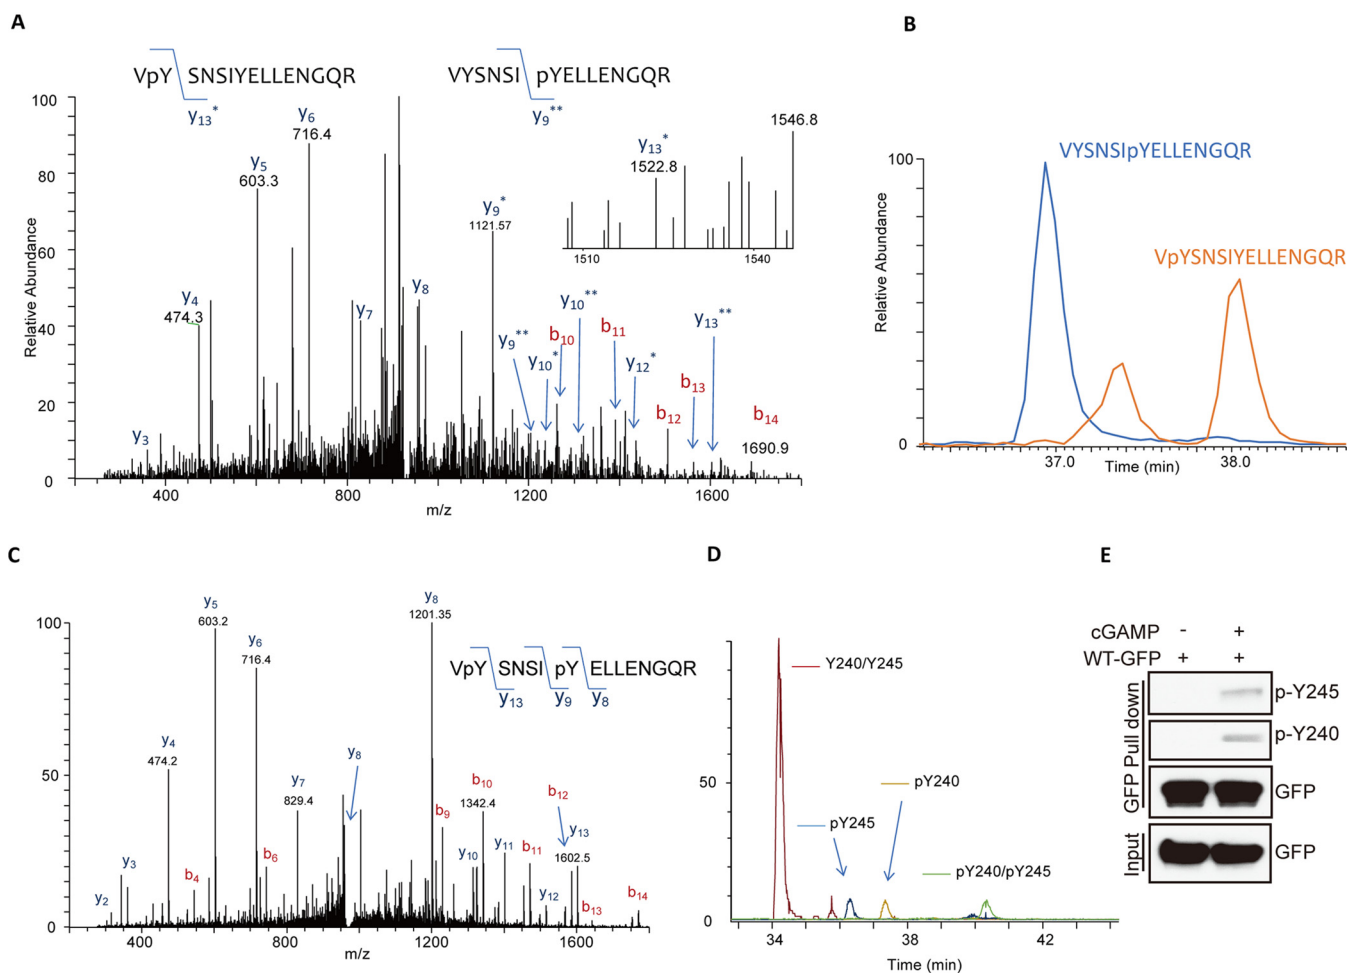 A
VpY SNSIYELLENGQR
y13*
VYSNSI pYELLENGQR
y9**
100
80
60
40
20
0
Relative Abundance
y3
y4
474.3
y5
603.3
y6
716.4
y7
y8
y9*
1121.57
y9**
y10*
b10
y10**
b11
y12*
b12
b13
y13**
b14
1690.9
y13*
1522.8
1546.8
1510
1540
400
800
1200
1600
m/z
B
100
0
Relative Abundance
VYSNSIpYELLENGQR
VpYSNSIYELLENGQR
37.0
38.0
Time (min)
C
100
50
0
y2
y3
y4
474.2
b4
y5
603.2
y6
716.4
b6
y7
829.4
y8
y8
1201.35
b9
b10
1342.4
y10
y11
b11
y12
b12
y13
1602.5
b13
b14
VpY SNSI pY ELLENGQR
y13
y9
y8
400
800
1200
1600
m/z
D
50
0
Y240/Y245
pY245
pY240
pY240/pY245
34
38
42
Time (min)
E
cGAMP - +
WT-GFP + +
GFP Pull down
p-Y245
p-Y240
GFP
Input
GFP